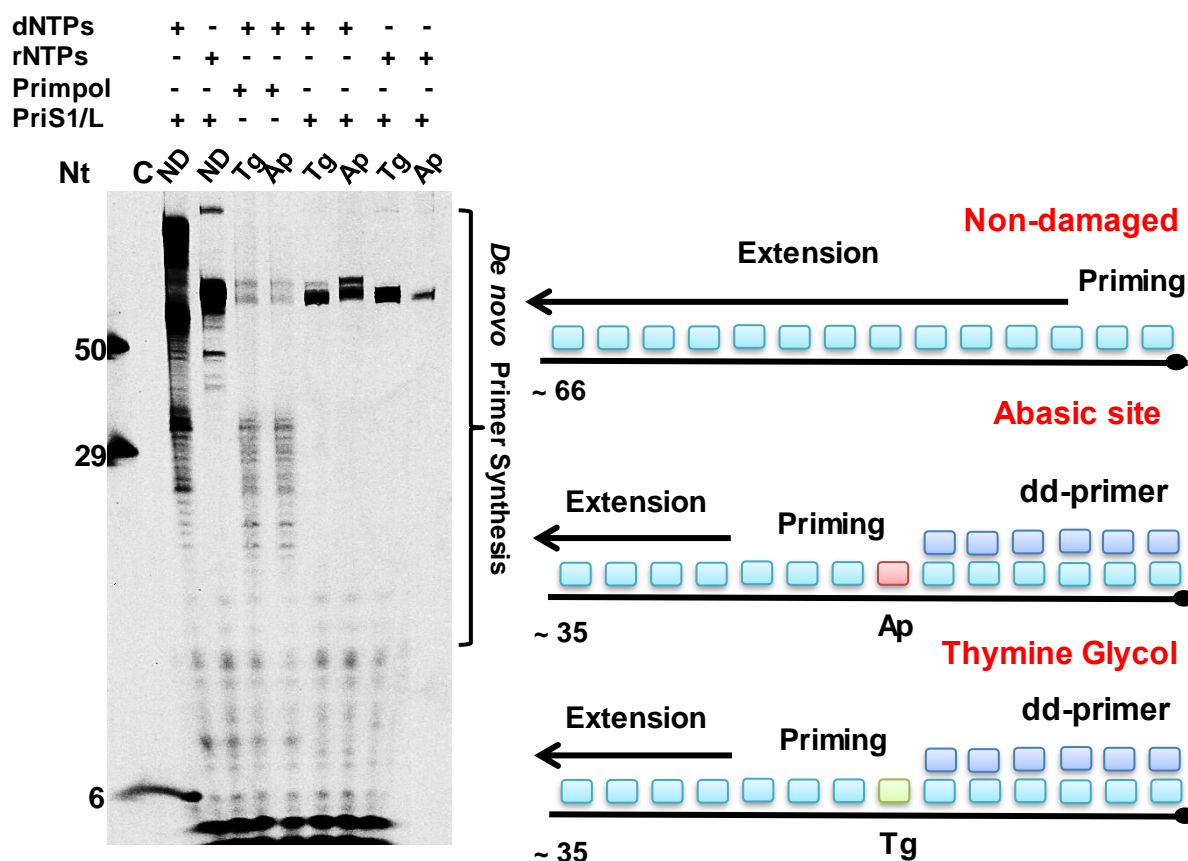 dNTPs + - + + + + - -
rNTPs - + - - - - + +
Primpol - - + + - - - -
PriS1/L + + - - + + + +
Nt C ND ND Tg Ap Tg Ap Tg Ap
50
29
6
De novo Primer Synthesis
Non-damaged
Extension
Priming
~ 66
Abasic site
dd-primer
Extension
Priming
Ap
~ 35
Thymine Glycol
dd-primer
Extension
Priming
Tg
~ 35